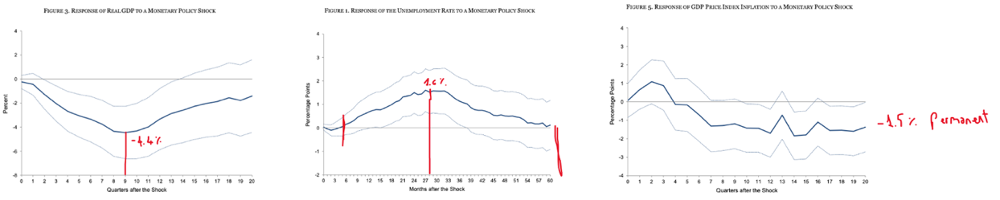 FIGURE 3. RESPONSE OF REAL GDP TO A MONETARY POLICY SHOCK
4
2
0
-2
-4
-6
-8
Percent
-4.4%
0 1 2 3 4 5 6 7 8 9 10 11 12 13 14 15 16 17 18 19 20
Quarters after the Shock
FIGURE 1. RESPONSE OF THE UNEMPLOYMENT RATE TO A MONETARY POLICY SHOCK
4
3
2
1
0
-1
-2
Percentage Points
1.6%
0 3 6 9 12 15 18 21 24 27 30 33 36 39 42 45 48 51 54 57 60
Months after the Shock
FIGURE 5. RESPONSE OF GDP PRICE INDEX INFLATION TO A MONETARY POLICY SHOCK
4
3
2
1
0
-1
-2
-3
-4
Percentage Points
0 1 2 3 4 5 6 7 8 9 10 11 12 13 14 15 16 17 18 19 20
Quarters after the Shock
-1.5% permanent